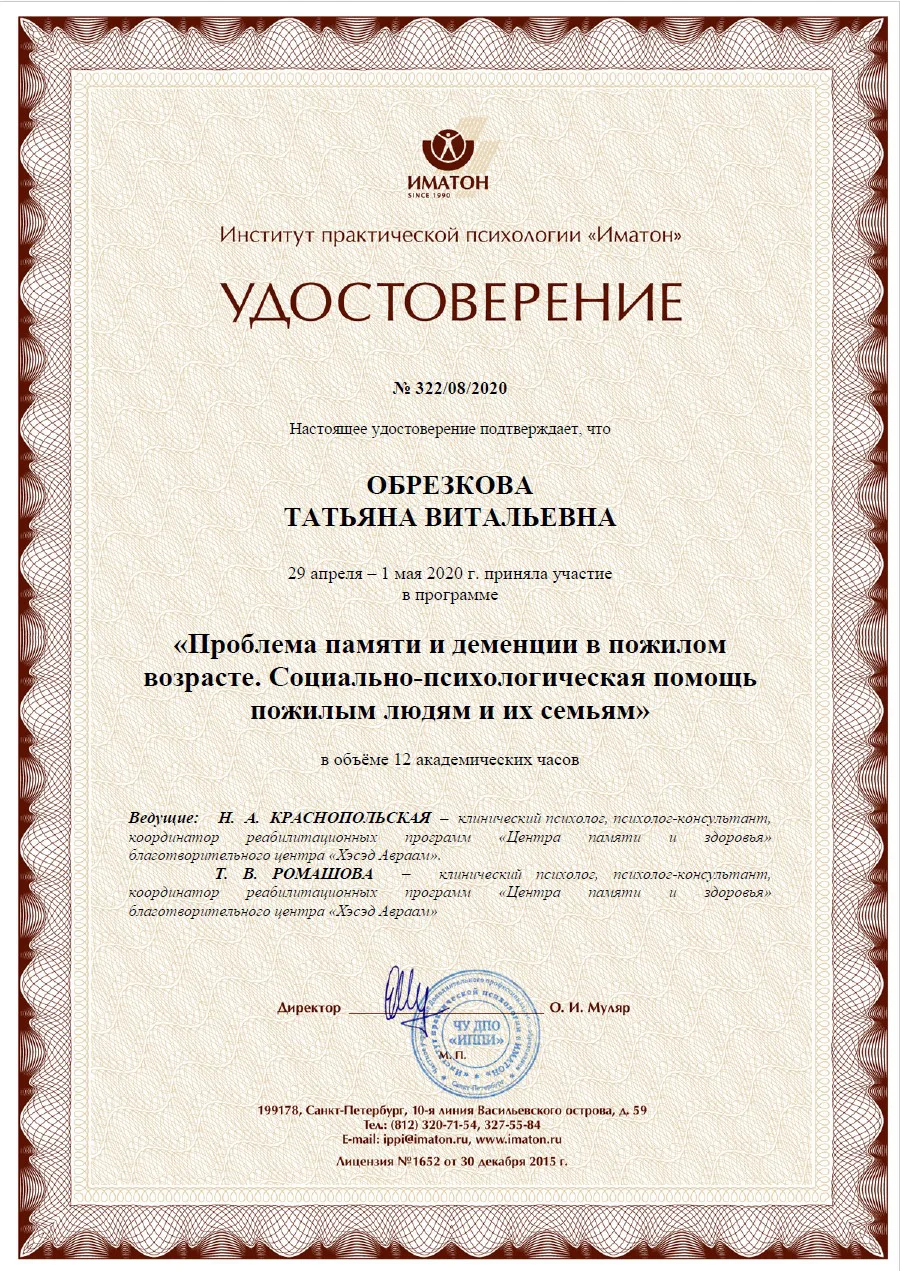 ИМАТОН
SINCE 1990
Институт практической психологии «Иматон»
УДОСТОВЕРЕНИЕ
№ 322/08/2020
Настоящее удостоверение подтверждает, что
ОБРЕЗКОВА
ТАТЬЯНА ВИТАЛЬЕВНА
29 апреля – 1 мая 2020 г. приняла участие
в программе
«Проблема памяти и деменции в пожилом
возрасте. Социально-психологическая помощь
пожилым людям и их семьям»
в объёме 12 академических часов
Ведущие: Н. А. КРАСНОПОЛЬСКАЯ – клинический психолог, психолог-консультант,
координатор реабилитационных программ «Центра памяти и здоровья»
благотворительного центра «Хэсэд Авраам».
Т. В. РОМАШОВА – клинический психолог, психолог-консультант,
координатор реабилитационных программ «Центра памяти и здоровья»
благотворительного центра «Хэсэд Авраам»
Директор О. И. Муляр
ЧУ ДПО
«ИППИ»
М. П.
Санкт-Петербург
199178, Санкт-Петербург, 10-я линия Васильевского острова, д. 59
Тел.: (812) 320-71-54, 327-55-84
E-mail: ippi@imaton.ru, www.imaton.ru
Лицензия №1652 от 30 декабря 2015 г.